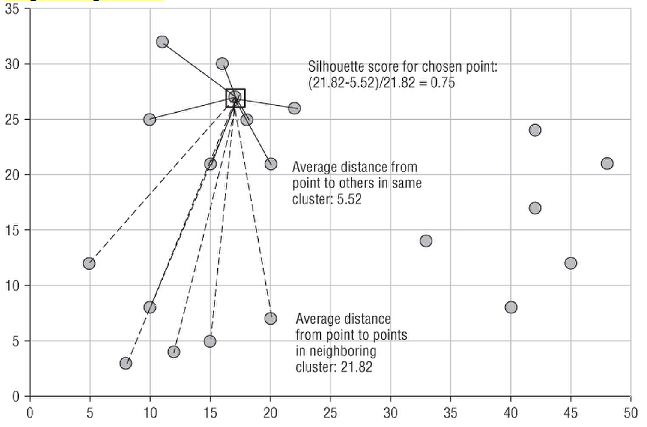 35
30
25
20
15
10
5
0
Silhouette score for chosen point:
(21.82-5.52)/21.82 = 0.75
Average distance from
point to others in same
cluster: 5.52
Average distance
from point to points
in neighboring
cluster: 21.82
0 5 10 15 20 25 30 35 40 45 50